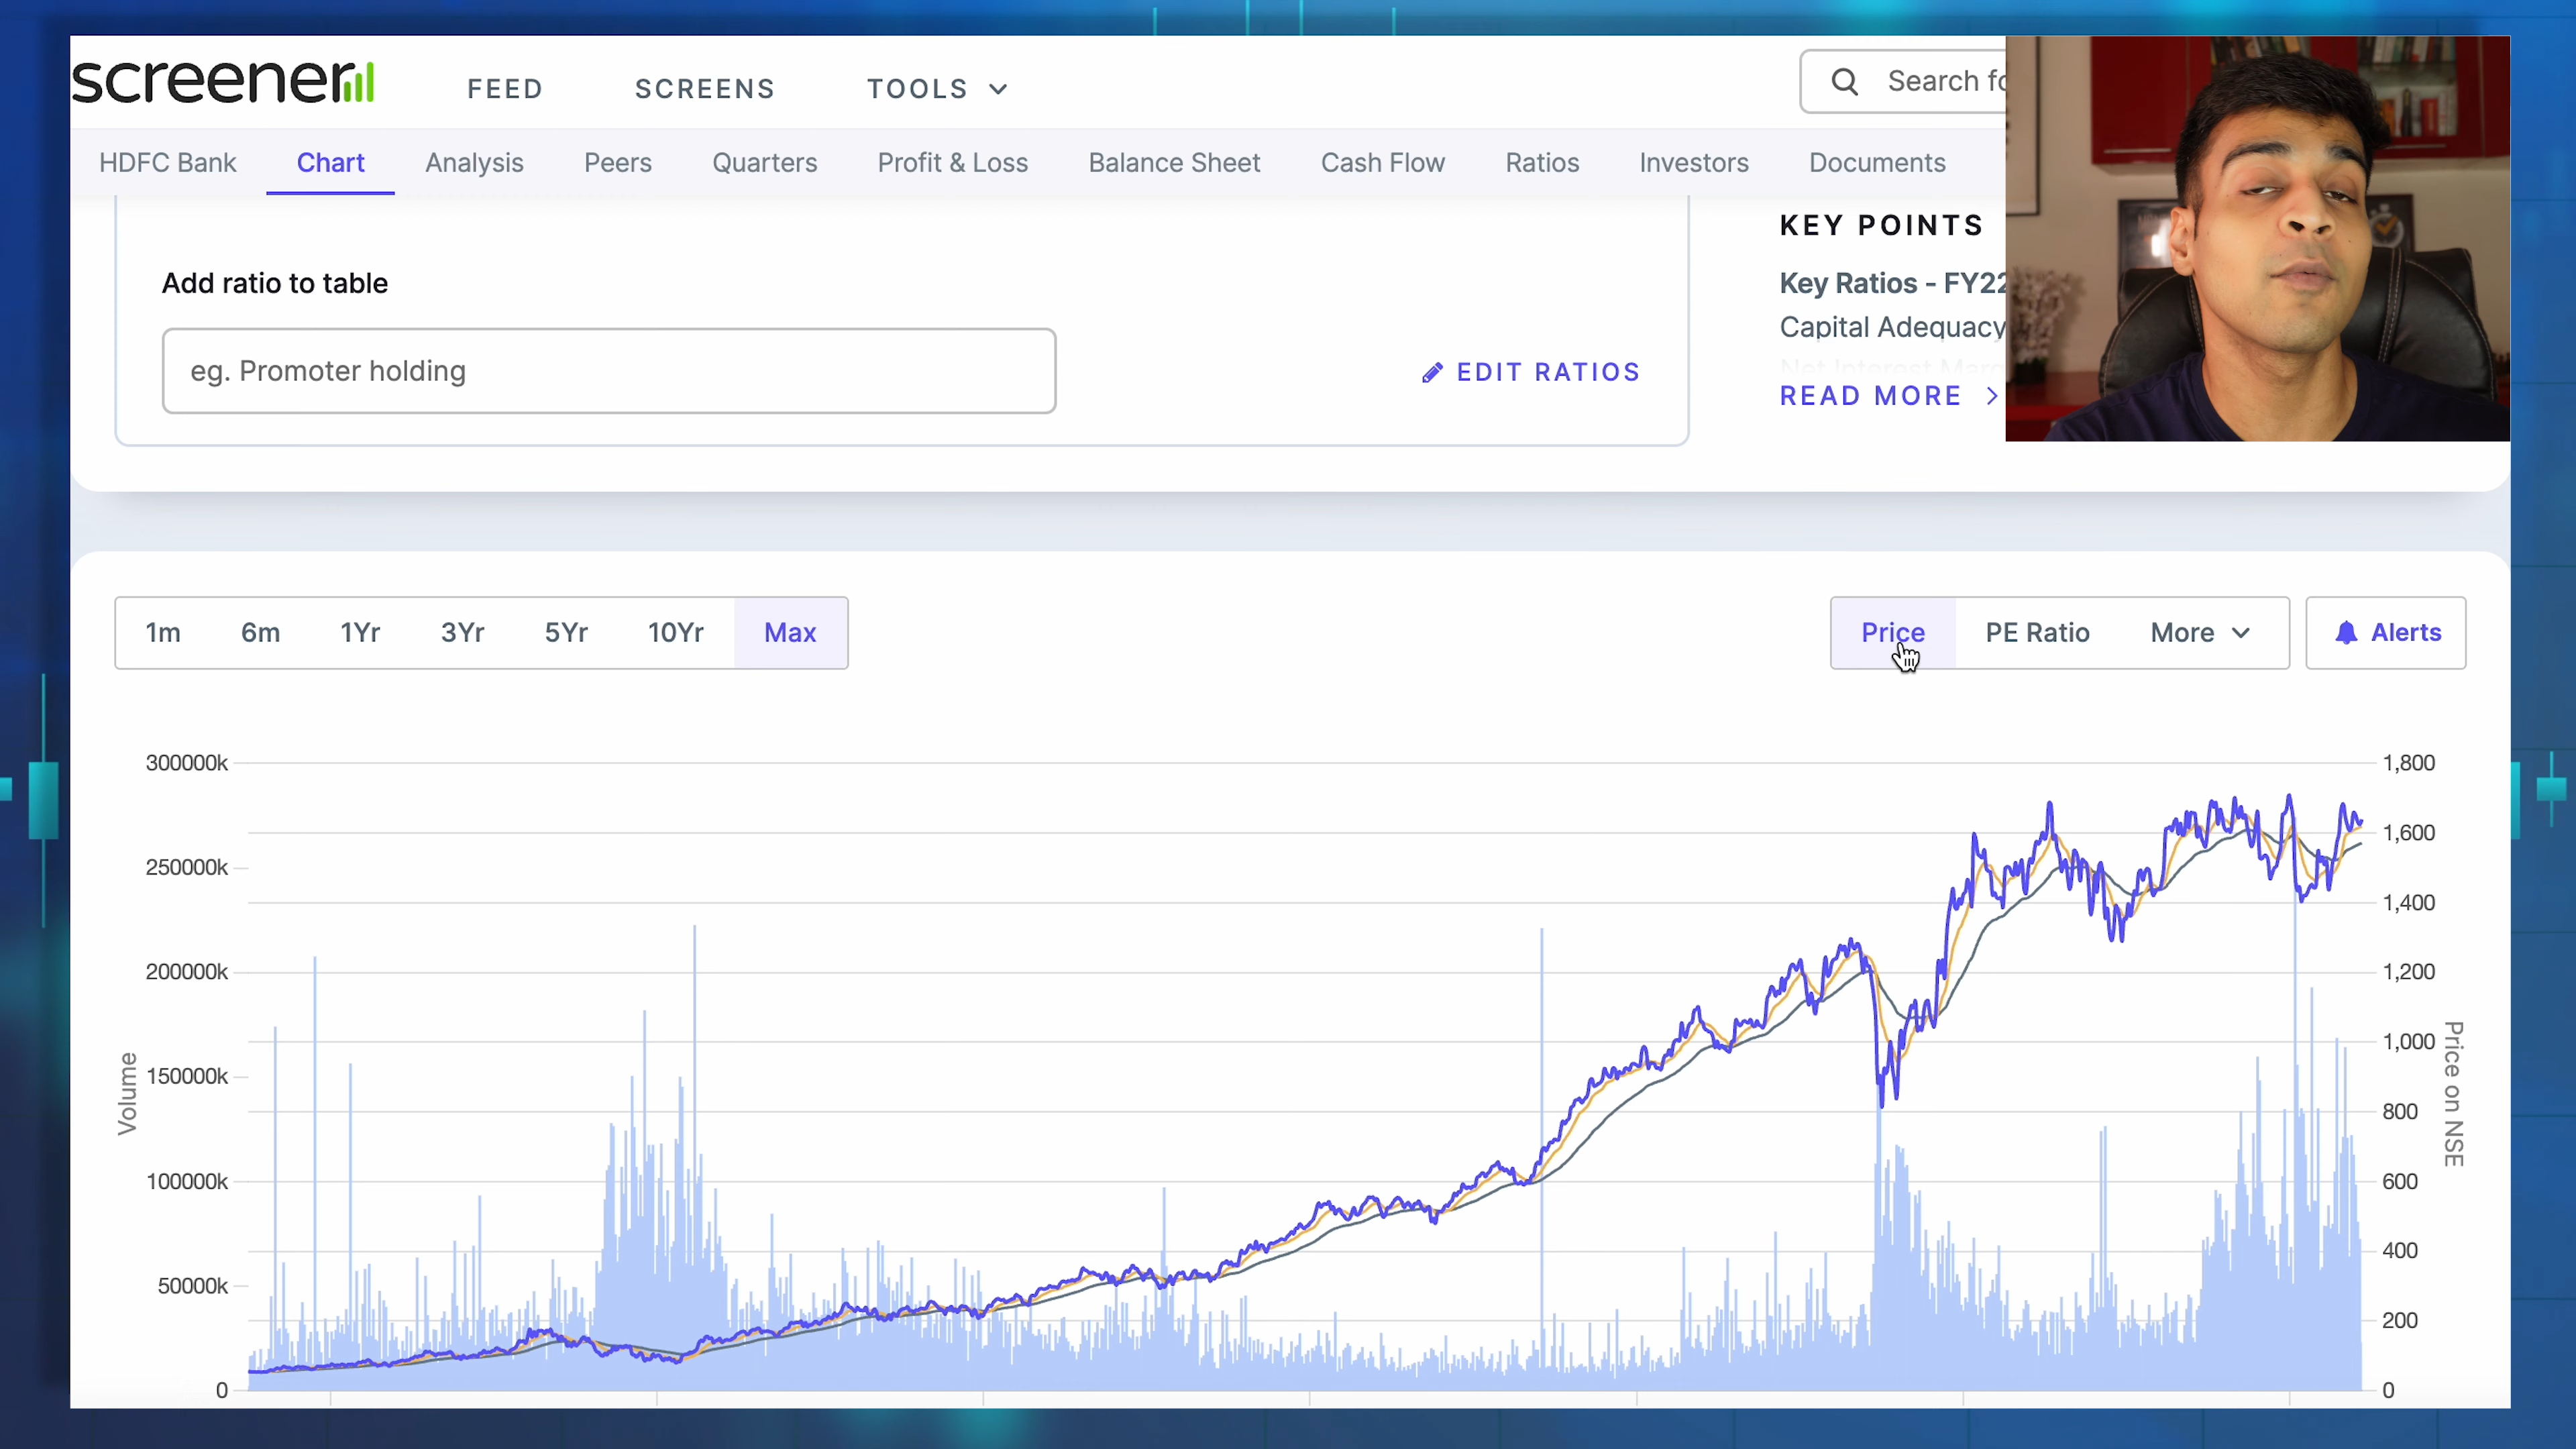 screener
FEED SCREENS TOOLS
Search fo
HDFC Bank Chart Analysis Peers Quarters Profit & Loss Balance Sheet Cash Flow Ratios Investors Documents
Add ratio to table
eg. Promoter holding
EDIT RATIOS
KEY POINTS
Key Ratios - FY22
Capital Adequacy
Net Interest Marg
READ MORE
1m 6m 1Yr 3Yr 5Yr 10Yr Max
Price PE Ratio More Alerts
300000k
250000k
200000k
150000k
100000k
50000k
0
Volume
1,800
1,600
1,400
1,200
1,000
800
600
400
200
0
Price on NSE